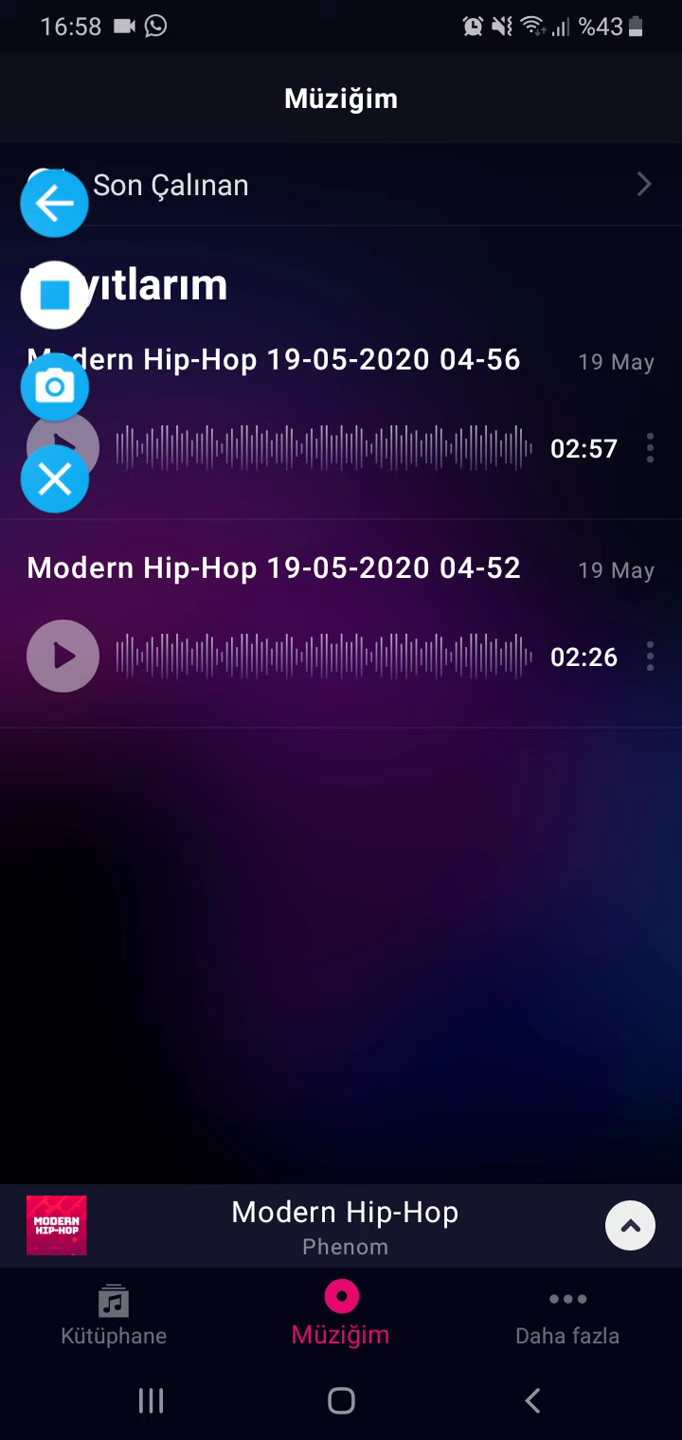 16:58 %43
Müziğim
Son Çalınan
Modern Hip-Hop 19-05-2020 04-56 19 May
02:57
Modern Hip-Hop 19-05-2020 04-52 19 May
02:26
MODERN
HIP-HOP
Modern Hip-Hop
Phenom
Kütüphane Müziğim Daha fazla